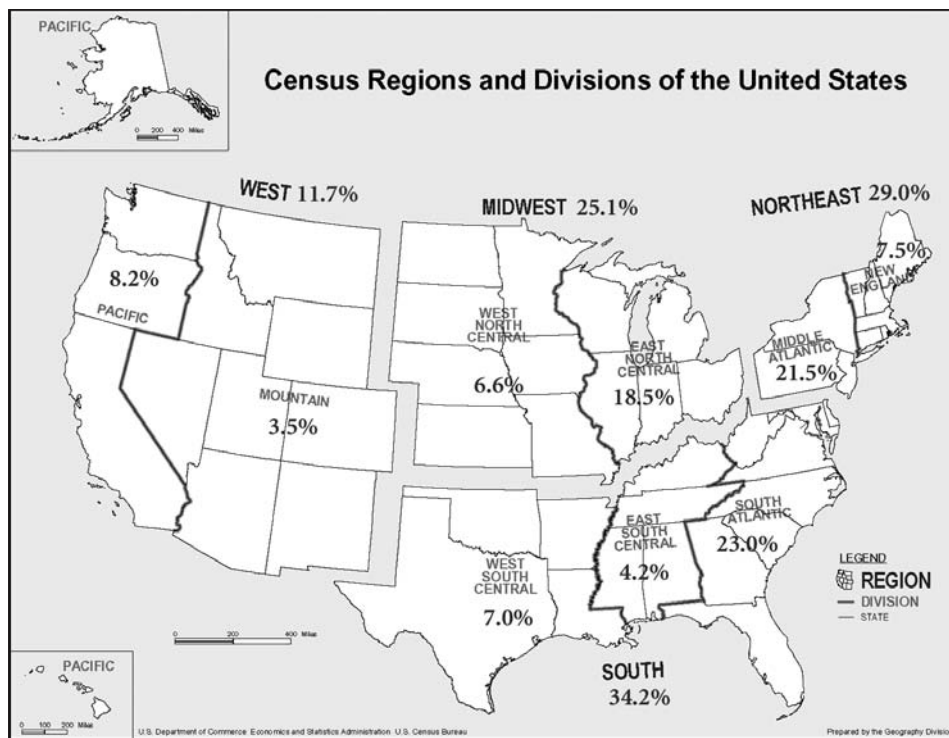 PACIFIC
0 200 400 Miles
Census Regions and Divisions of the United States
WEST 11.7%
MIDWEST 25.1%
NORTHEAST 29.0%
7.5%
NEW
ENGLAND
8.2%
PACIFIC
WEST
NORTH
CENTRAL
6.6%
EAST
NORTH
CENTRAL
18.5%
MIDDLE
ATLANTIC
21.5%
MOUNTAIN
3.5%
SOUTH
ATLANTIC
23.0%
EAST
SOUTH
CENTRAL
4.2%
WEST
SOUTH
CENTRAL
7.0%
LEGEND
REGION
DIVISION
STATE
0 200 400 Miles
SOUTH
34.2%
PACIFIC
0 100 200 Miles
U.S. Department of Commerce Economics and Statistics Administration U.S. Census Bureau
Prepared by the Geography Divisi